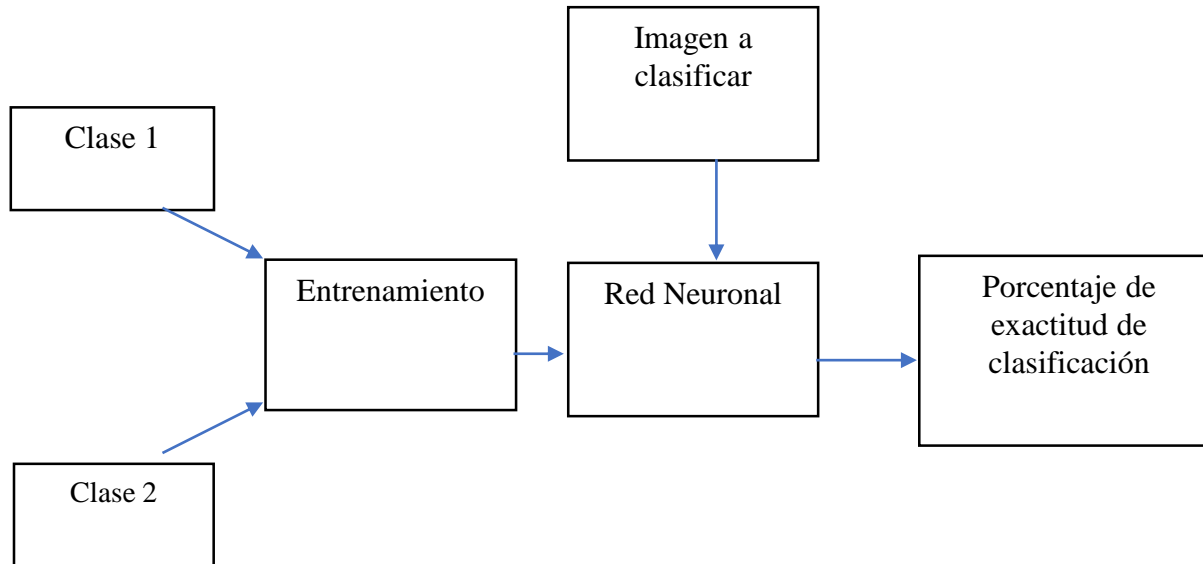 Imagen a
clasificar
Clase 1
Entrenamiento
Red Neuronal
Porcentaje de
exactitud de
clasificación
Clase 2